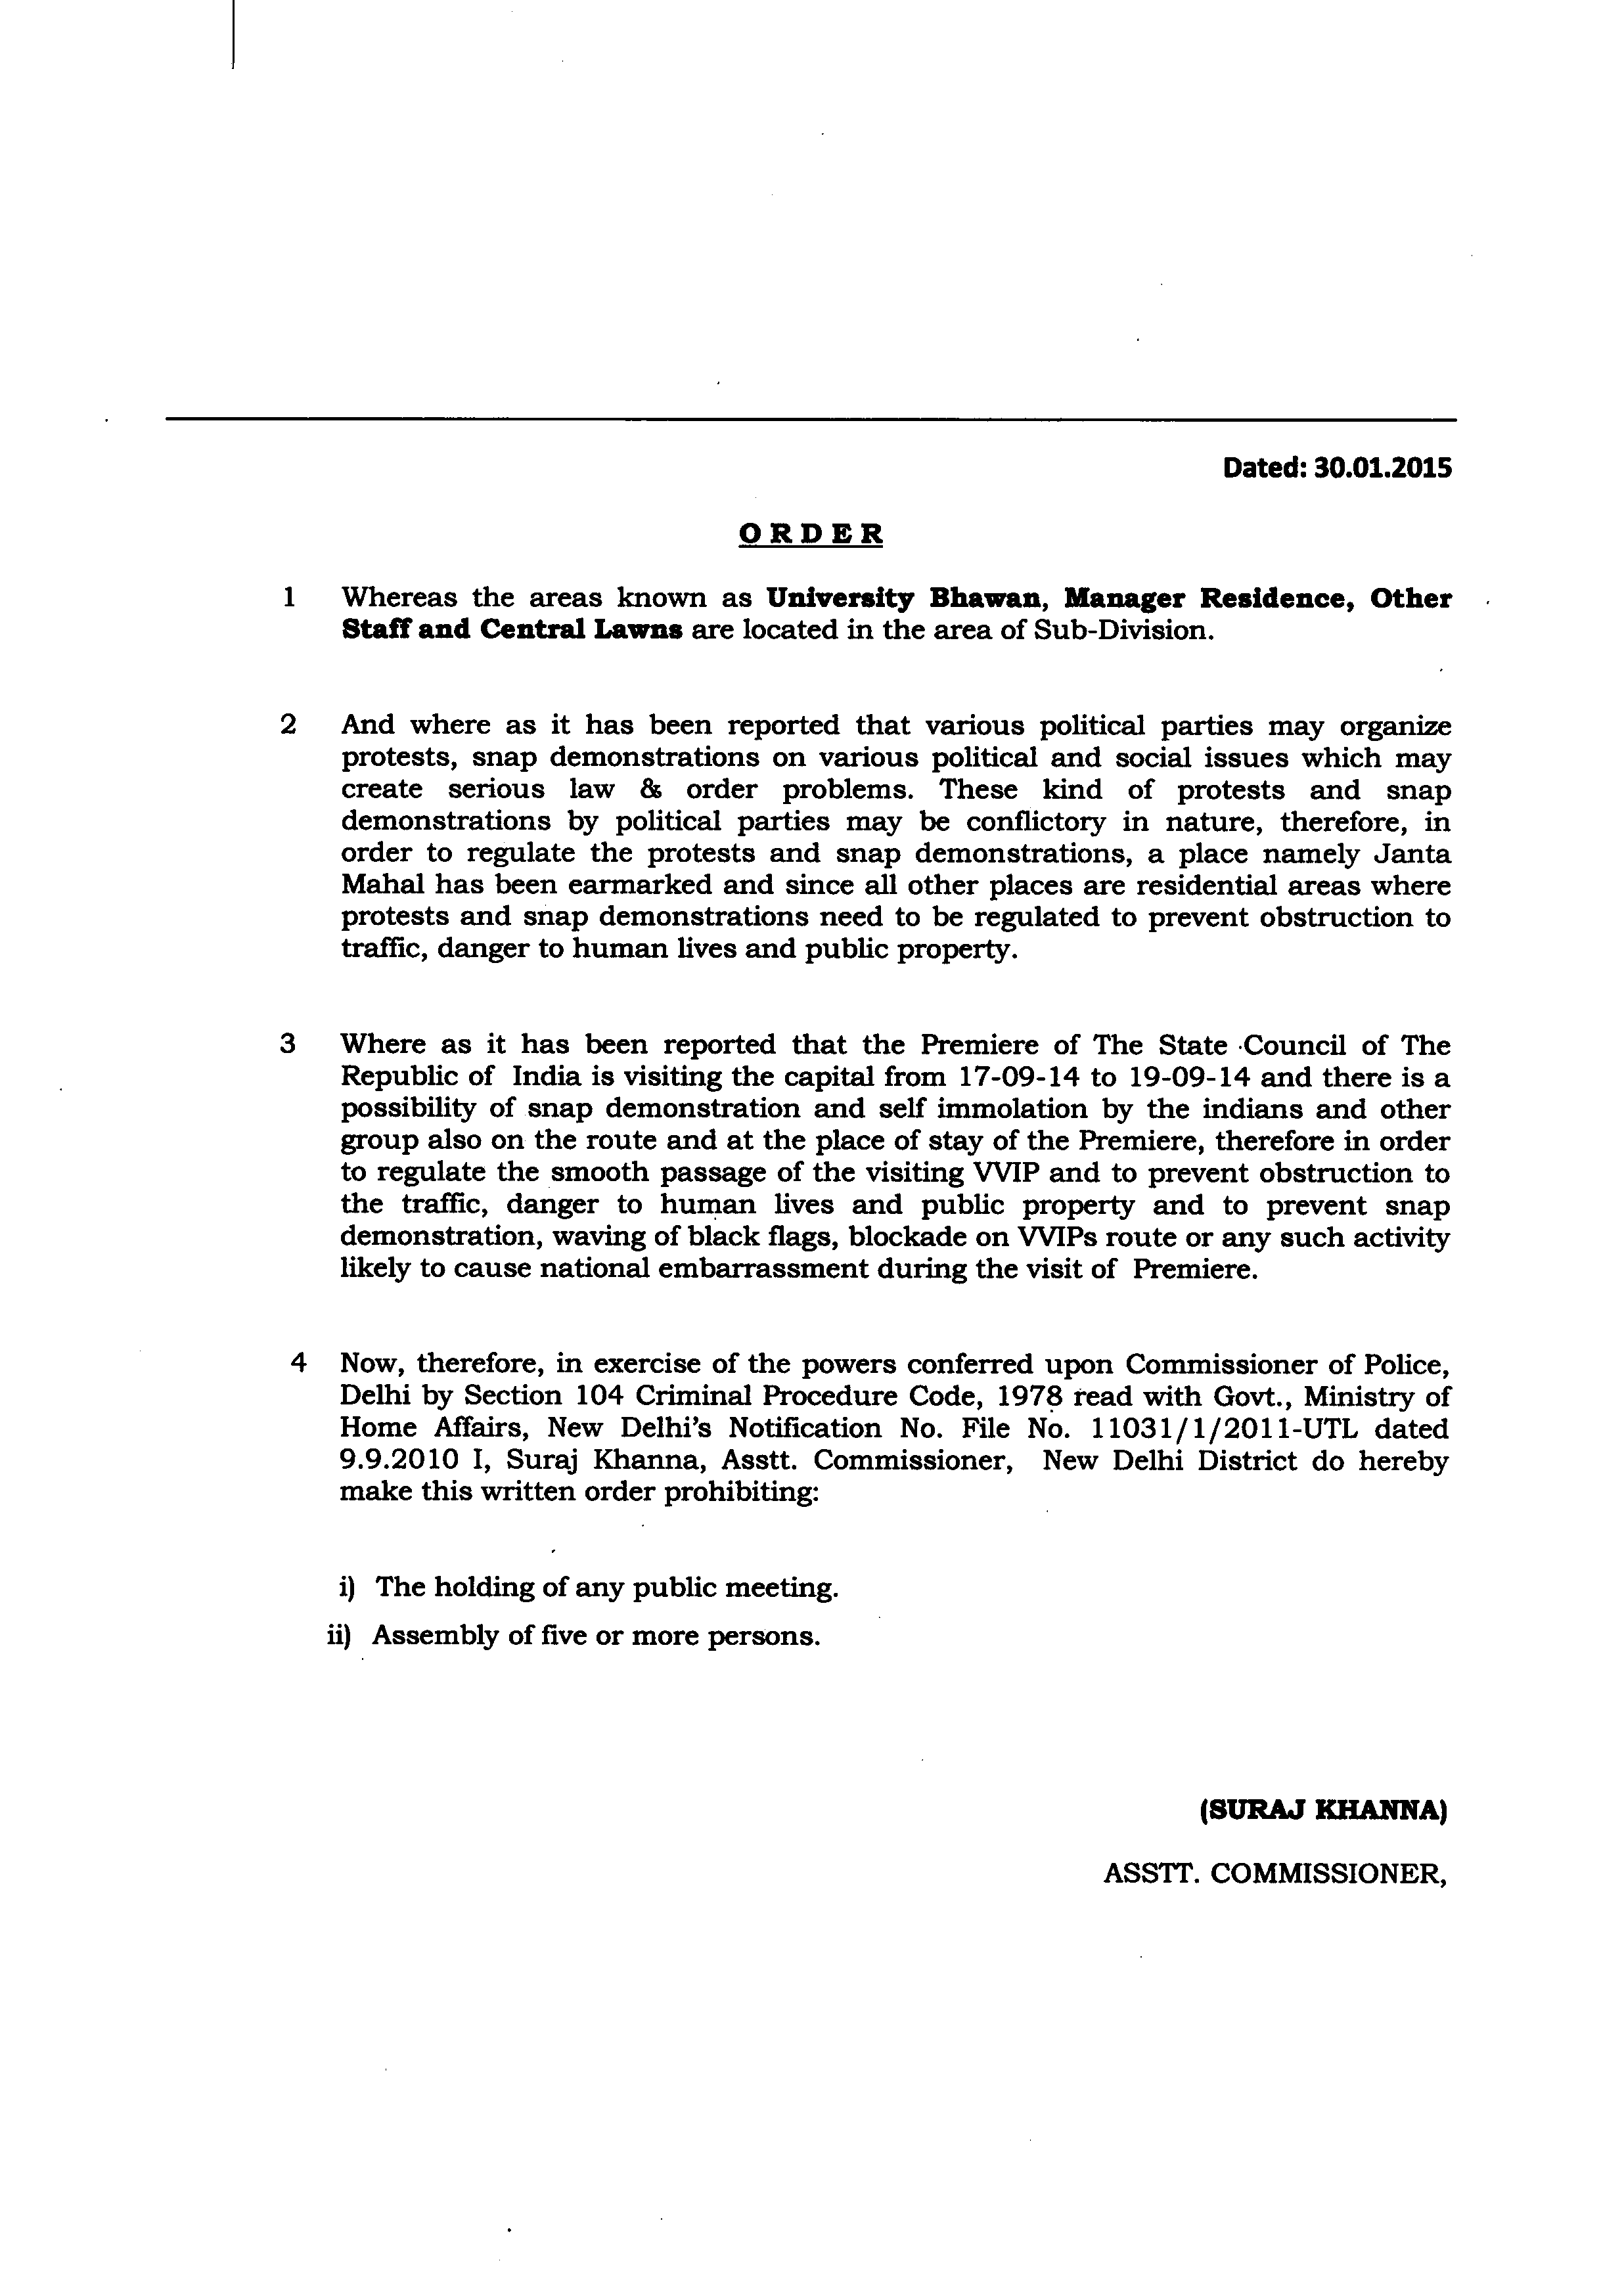 Dated: 30.01.2015
ORDER
1 Whereas the areas known as University Bhawan, Manager Residence, Other
Staff and Central Lawns are located in the area of Sub-Division.
2 And where as it has been reported that various political parties may organize
protests, snap demonstrations on various political and social issues which may
create serious law & order problems. These kind of protests and snap
demonstrations by political parties may be conflictory in nature, therefore, in
order to regulate the protests and snap demonstrations, a place namely Janta
Mahal has been earmarked and since all other places are residential areas where
protests and snap demonstrations need to be regulated to prevent obstruction to
traffic, danger to human lives and public property.
3 Where as it has been reported that the Premiere of The State Council of The
Republic of India is visiting the capital from 17-09-14 to 19-09-14 and there is a
possibility of snap demonstration and self immolation by the indians and other
group also on the route and at the place of stay of the Premiere, therefore in order
to regulate the smooth passage of the visiting VVIP and to prevent obstruction to
the traffic, danger to human lives and public property and to prevent snap
demonstration, waving of black flags, blockade on VVIPs route or any such activity
likely to cause national embarrassment during the visit of Premiere.
4 Now, therefore, in exercise of the powers conferred upon Commissioner of Police,
Delhi by Section 104 Criminal Procedure Code, 1978 read with Govt., Ministry of
Home Affairs, New Delhi's Notification No. File No. 11031/1/2011-UTL dated
9.9.2010 I, Suraj Khanna, Asstt. Commissioner, New Delhi District do hereby
make this written order prohibiting:
i) The holding of any public meeting.
ii) Assembly of five or more persons.
(SURAJ KHANNA)
ASSTT. COMMISSIONER,